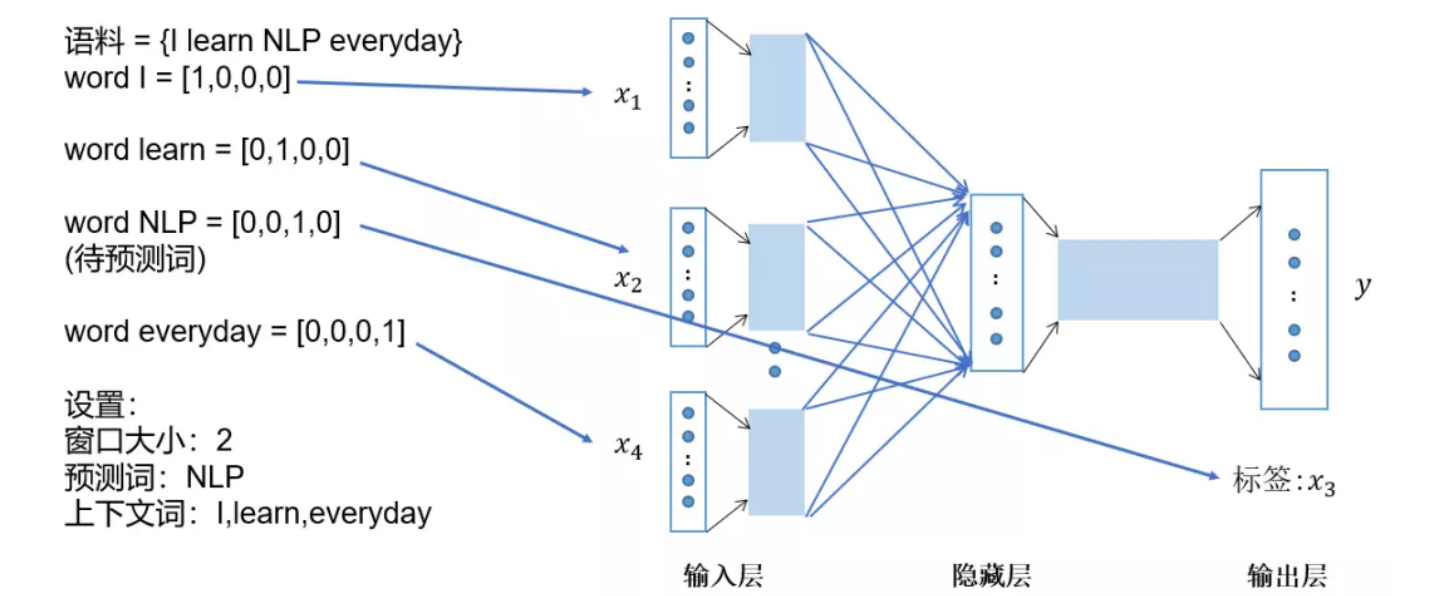 语料 = {I learn NLP everyday}
word I = [1,0,0,0]
word learn = [0,1,0,0]
word NLP = [0,0,1,0]
(待预测词)
word everyday = [0,0,0,1]
设置：
窗口大小：2
预测词：NLP
上下文词：I,learn,everyday
x₁
x₂
x₄
y
标签:x₃
输入层
隐藏层
输出层